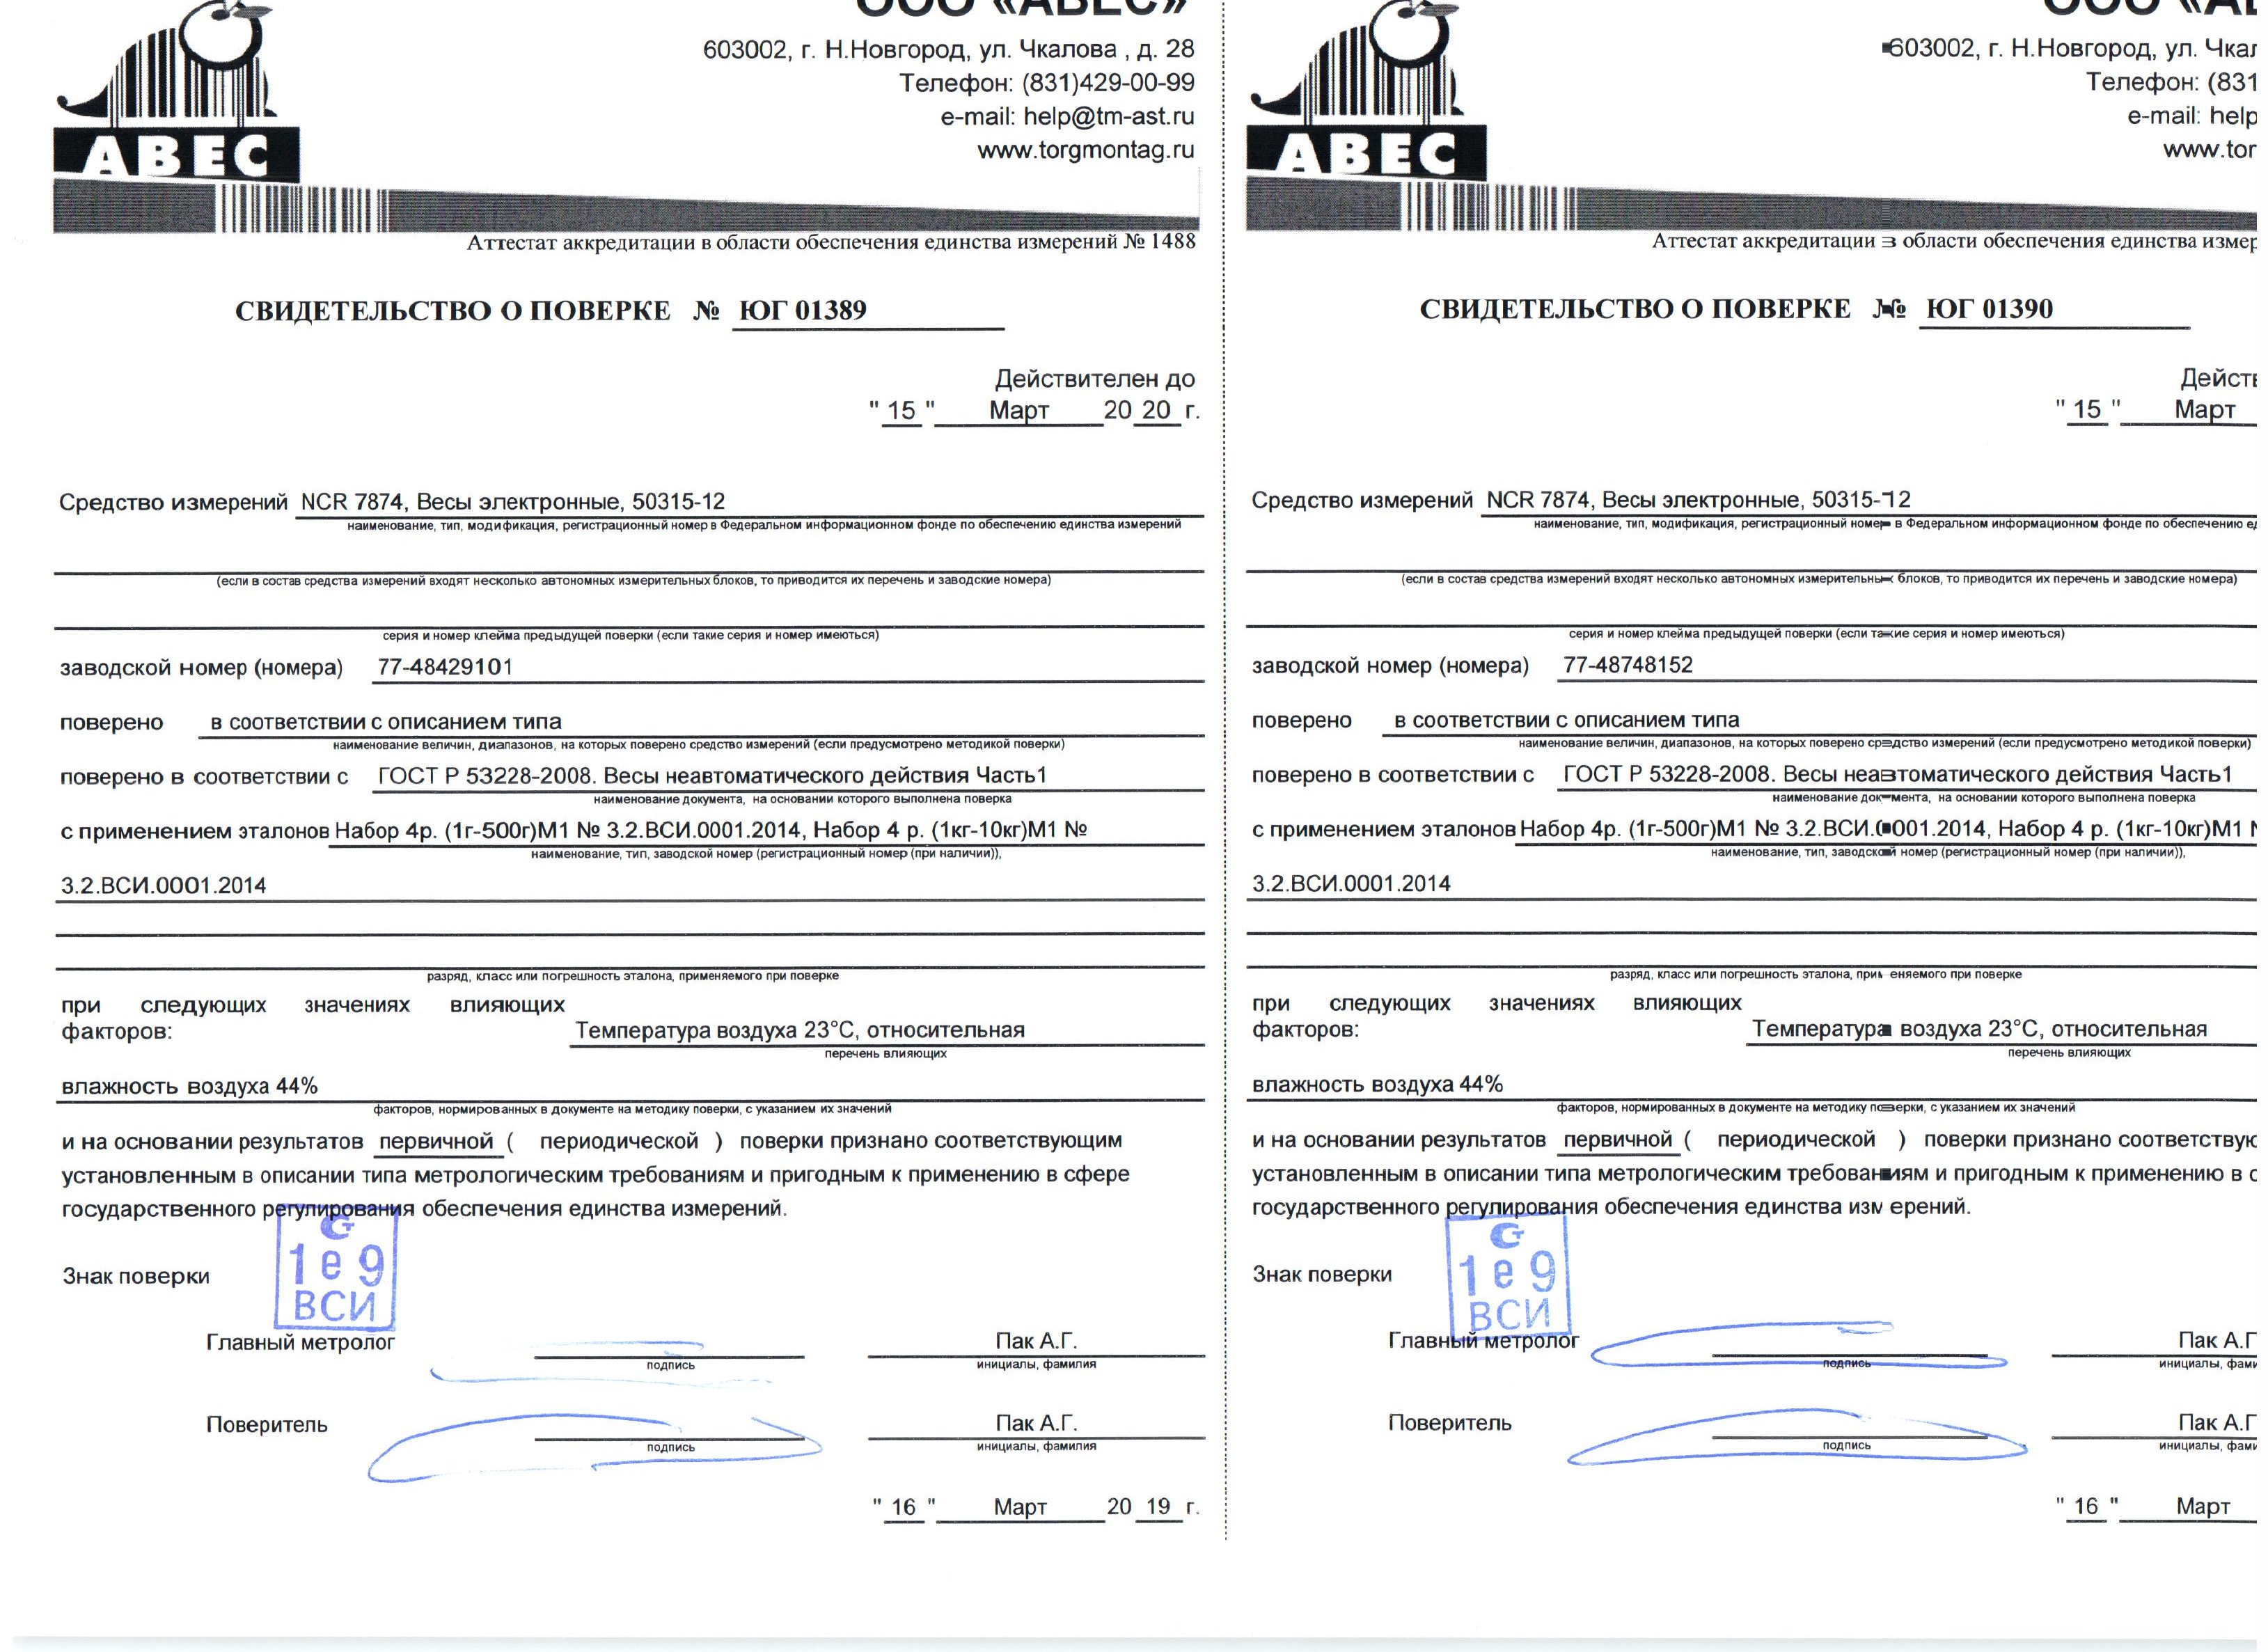 ООО «АВЕС»
603002, г. Н.Новгород, ул. Чкалова , д. 28
Телефон: (831)429-00-99
e-mail: help@tm-ast.ru
www.torgmontag.ru
АВЕС
Аттестат аккредитации в области обеспечения единства измерений № 1488
СВИДЕТЕЛЬСТВО О ПОВЕРКЕ № ЮГ 01389
Действителен до
" 15 " Март 20 20 г.
Средство измерений NCR 7874, Весы электронные, 50315-12
наименование, тип, модификация, регистрационный номер в Федеральном информационном фонде по обеспечению единства измерений
(если в состав средства измерений входят несколько автономных измерительных блоков, то приводится их перечень и заводские номера)
серия и номер клейма предыдущей поверки (если такие серия и номер имеються)
заводской номер (номера) 77-48429101
поверено в соответствии с описанием типа
наименование величин, диапазонов, на которых поверено средство измерений (если предусмотрено методикой поверки)
поверено в соответствии с ГОСТ Р 53228-2008. Весы неавтоматического действия Часть1
наименование документа, на основании которого выполнена поверка
с применением эталонов Набор 4р. (1г-500г)М1 № 3.2.ВСИ.0001.2014, Набор 4 р. (1кг-10кг)М1 №
наименование, тип, заводской номер (регистрационный номер (при наличии)),
3.2.ВСИ.0001.2014
разряд, класс или погрешность эталона, применяемого при поверке
при следующих значениях влияющих
факторов: Температура воздуха 23°С, относительная
перечень влияющих
влажность воздуха 44%
факторов, нормированных в документе на методику поверки, с указанием их значений
и на основании результатов первичной ( периодической ) поверки признано соответствующим
установленным в описании типа метрологическим требованиям и пригодным к применению в сфере
государственного регулирования обеспечения единства измерений.
Знак поверки
1 е 9
ВСИ
Главный метролог Пак А.Г.
подпись инициалы, фамилия
Поверитель Пак А.Г.
подпись инициалы, фамилия
" 16 " Март 20 19 г.
ООО «АВ
603002, г. Н.Новгород, ул. Чкал
Телефон: (831
e-mail: help
www.tor
АВЕС
Аттестат аккредитации в области обеспечения единства измер
СВИДЕТЕЛЬСТВО О ПОВЕРКЕ № ЮГ 01390
Действ
" 15 " Март
Средство измерений NCR 7874, Весы электронные, 50315-12
наименование, тип, модификация, регистрационный номер в Федеральном информационном фонде по обеспечению ед
(если в состав средства измерений входят несколько автономных измерительных блоков, то приводится их перечень и заводские номера)
серия и номер клейма предыдущей поверки (если такие серия и номер имеються)
заводской номер (номера) 77-48748152
поверено в соответствии с описанием типа
наименование величин, диапазонов, на которых поверено средство измерений (если предусмотрено методикой поверки)
поверено в соответствии с ГОСТ Р 53228-2008. Весы неавтоматического действия Часть1
наименование документа, на основании которого выполнена поверка
с применением эталонов Набор 4р. (1г-500г)М1 № 3.2.ВСИ.0001.2014, Набор 4 р. (1кг-10кг)М1 №
наименование, тип, заводской номер (регистрационный номер (при наличии)),
3.2.ВСИ.0001.2014
разряд, класс или погрешность эталона, применяемого при поверке
при следующих значениях влияющих
факторов: Температура воздуха 23°С, относительная
перечень влияющих
влажность воздуха 44%
факторов, нормированных в документе на методику поверки, с указанием их значений
и на основании результатов первичной ( периодической ) поверки признано соответствую
установленным в описании типа метрологическим требованиям и пригодным к применению в с
государственного регулирования обеспечения единства измерений.
Знак поверки
1 е 9
ВСИ
Главный метролог Пак А.Г
подпись инициалы, фами
Поверитель Пак А.Г
подпись инициалы, фами
" 16 " Март